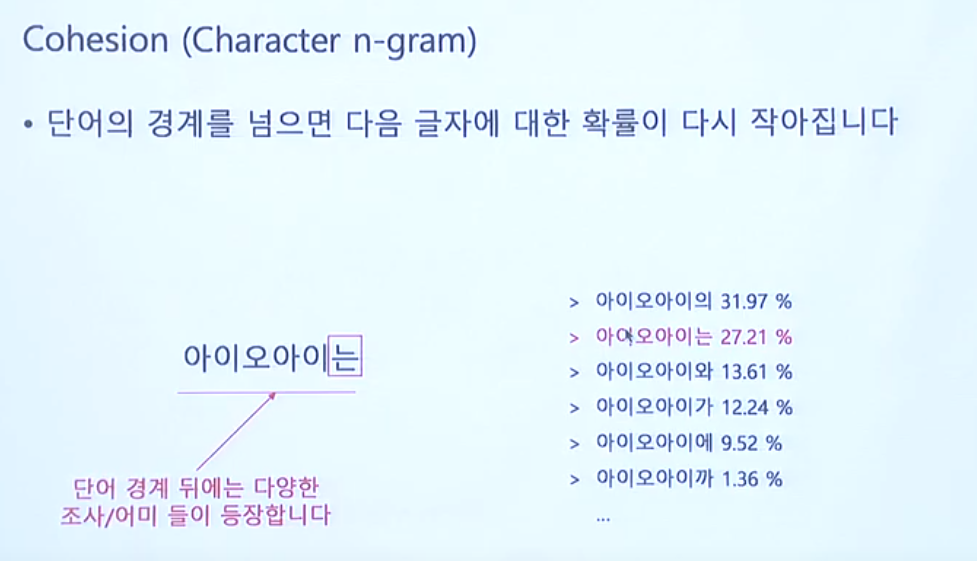 Cohesion (Character n-gram)
• 단어의 경계를 넘으면 다음 글자에 대한 확률이 다시 작아집니다
> 아이오아이의 31.97 %
> 아이오아이는 27.21 %
> 아이오아이와 13.61 %
> 아이오아이가 12.24 %
> 아이오아이에 9.52 %
> 아이오아이까 1.36 %
...
아이오아이는
단어 경계 뒤에는 다양한
조사/어미 들이 등장합니다